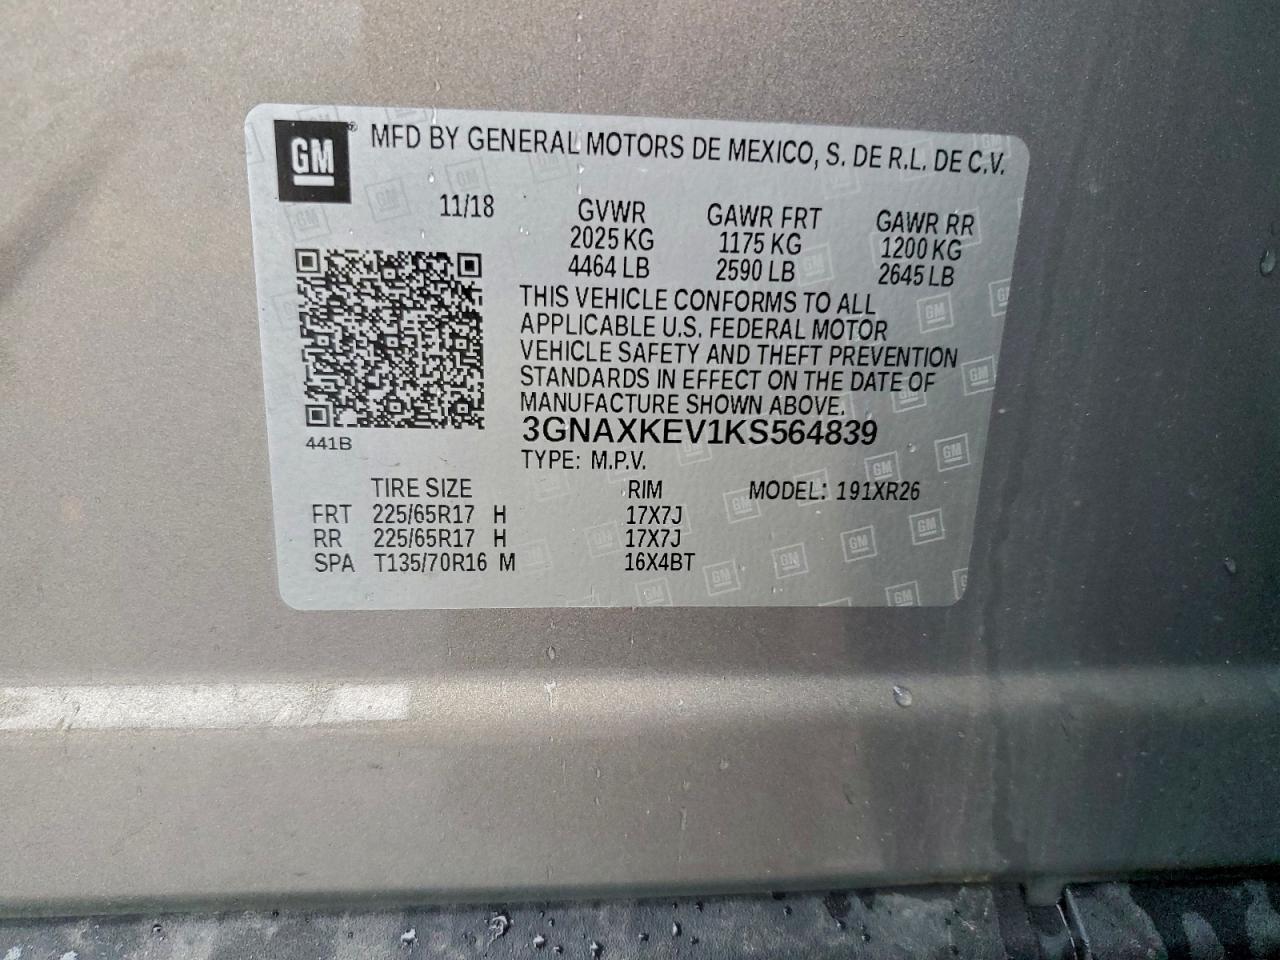 GM® MFD BY GENERAL MOTORS DE MEXICO, S. DE R.L. DE C.V.
11/18 GVWR GAWR FRT GAWR RR
2025 KG 1175 KG 1200 KG
4464 LB 2590 LB 2645 LB
THIS VEHICLE CONFORMS TO ALL
APPLICABLE U.S. FEDERAL MOTOR
VEHICLE SAFETY AND THEFT PREVENTION
STANDARDS IN EFFECT ON THE DATE OF
MANUFACTURE SHOWN ABOVE.
3GNAXKEV1KS564839
441B
TYPE: M.P.V.
TIRE SIZE RIM MODEL: 191XR26
FRT 225/65R17 H 17X7J
RR 225/65R17 H 17X7J
SPA T135/70R16 M 16X4BT